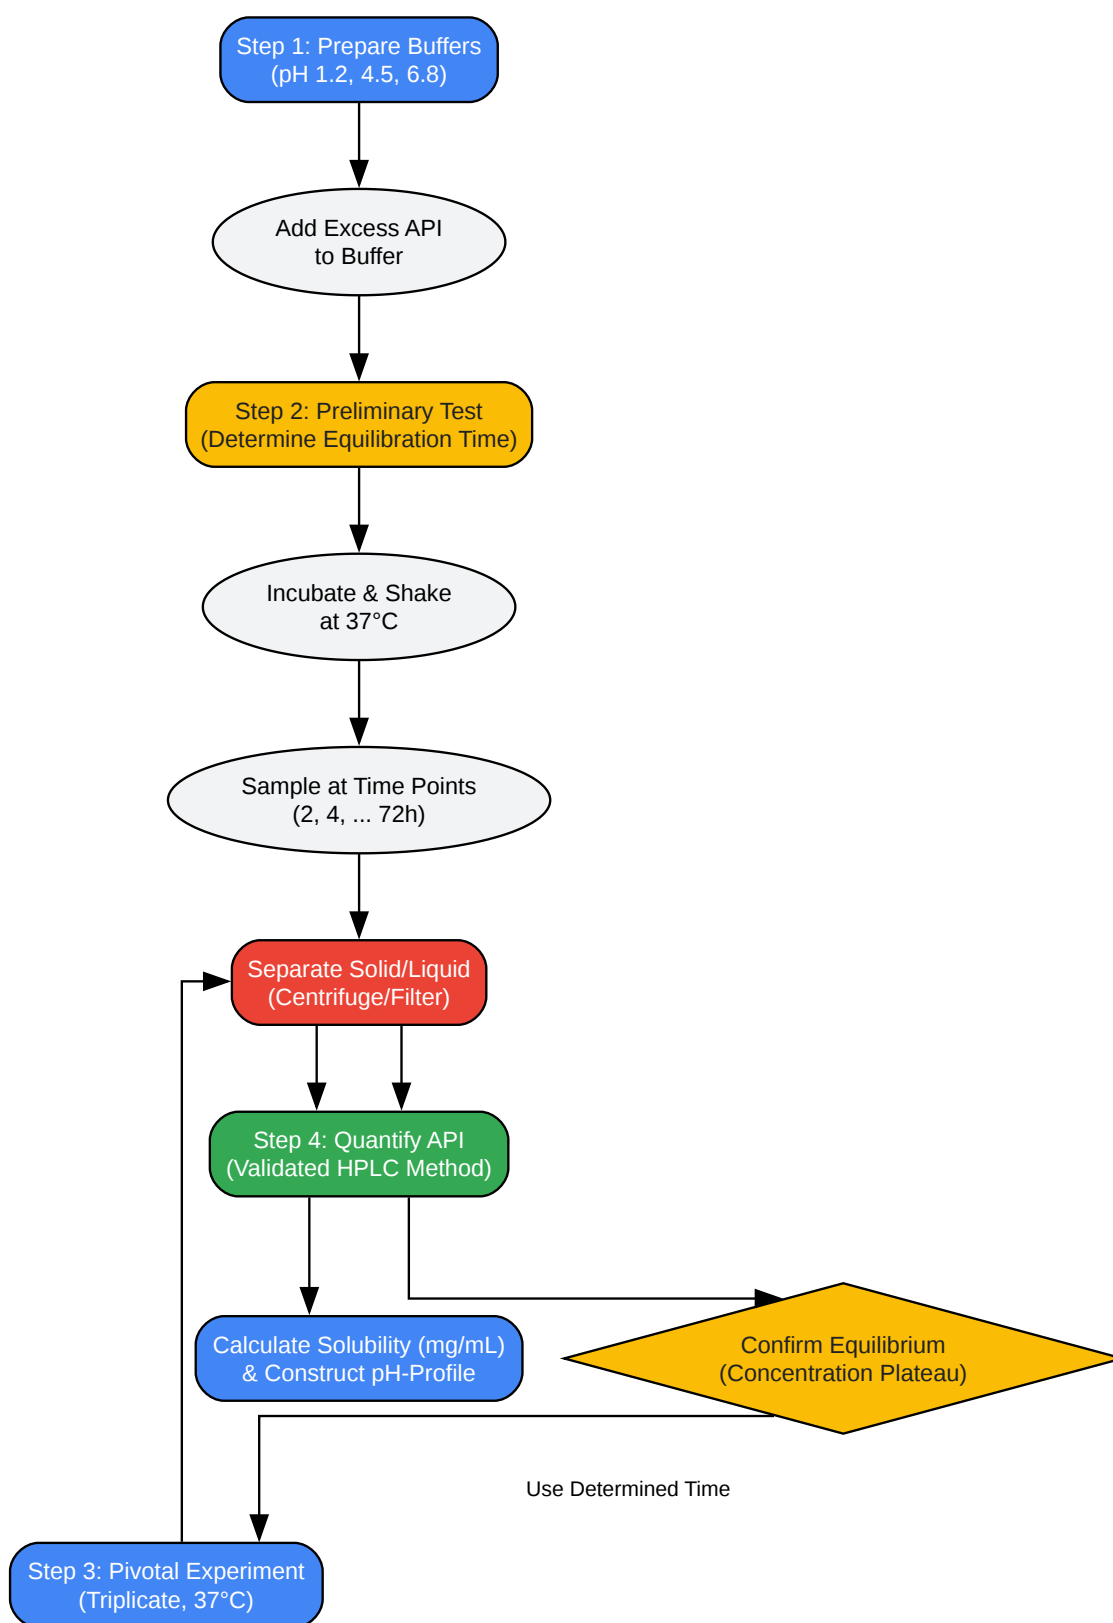 Step 1: Prepare Buffers
(pH 1.2, 4.5, 6.8)
Add Excess API
to Buffer
Step 2: Preliminary Test
(Determine Equilibration Time)
Incubate & Shake
at 37°C
Sample at Time Points
(2, 4, ... 72h)
Separate Solid/Liquid
(Centrifuge/Filter)
Step 4: Quantify API
(Validated HPLC Method)
Calculate Solubility (mg/mL)
& Construct pH-Profile
Confirm Equilibrium
(Concentration Plateau)
Use Determined Time
Step 3: Pivotal Experiment
(Triplicate, 37°C)